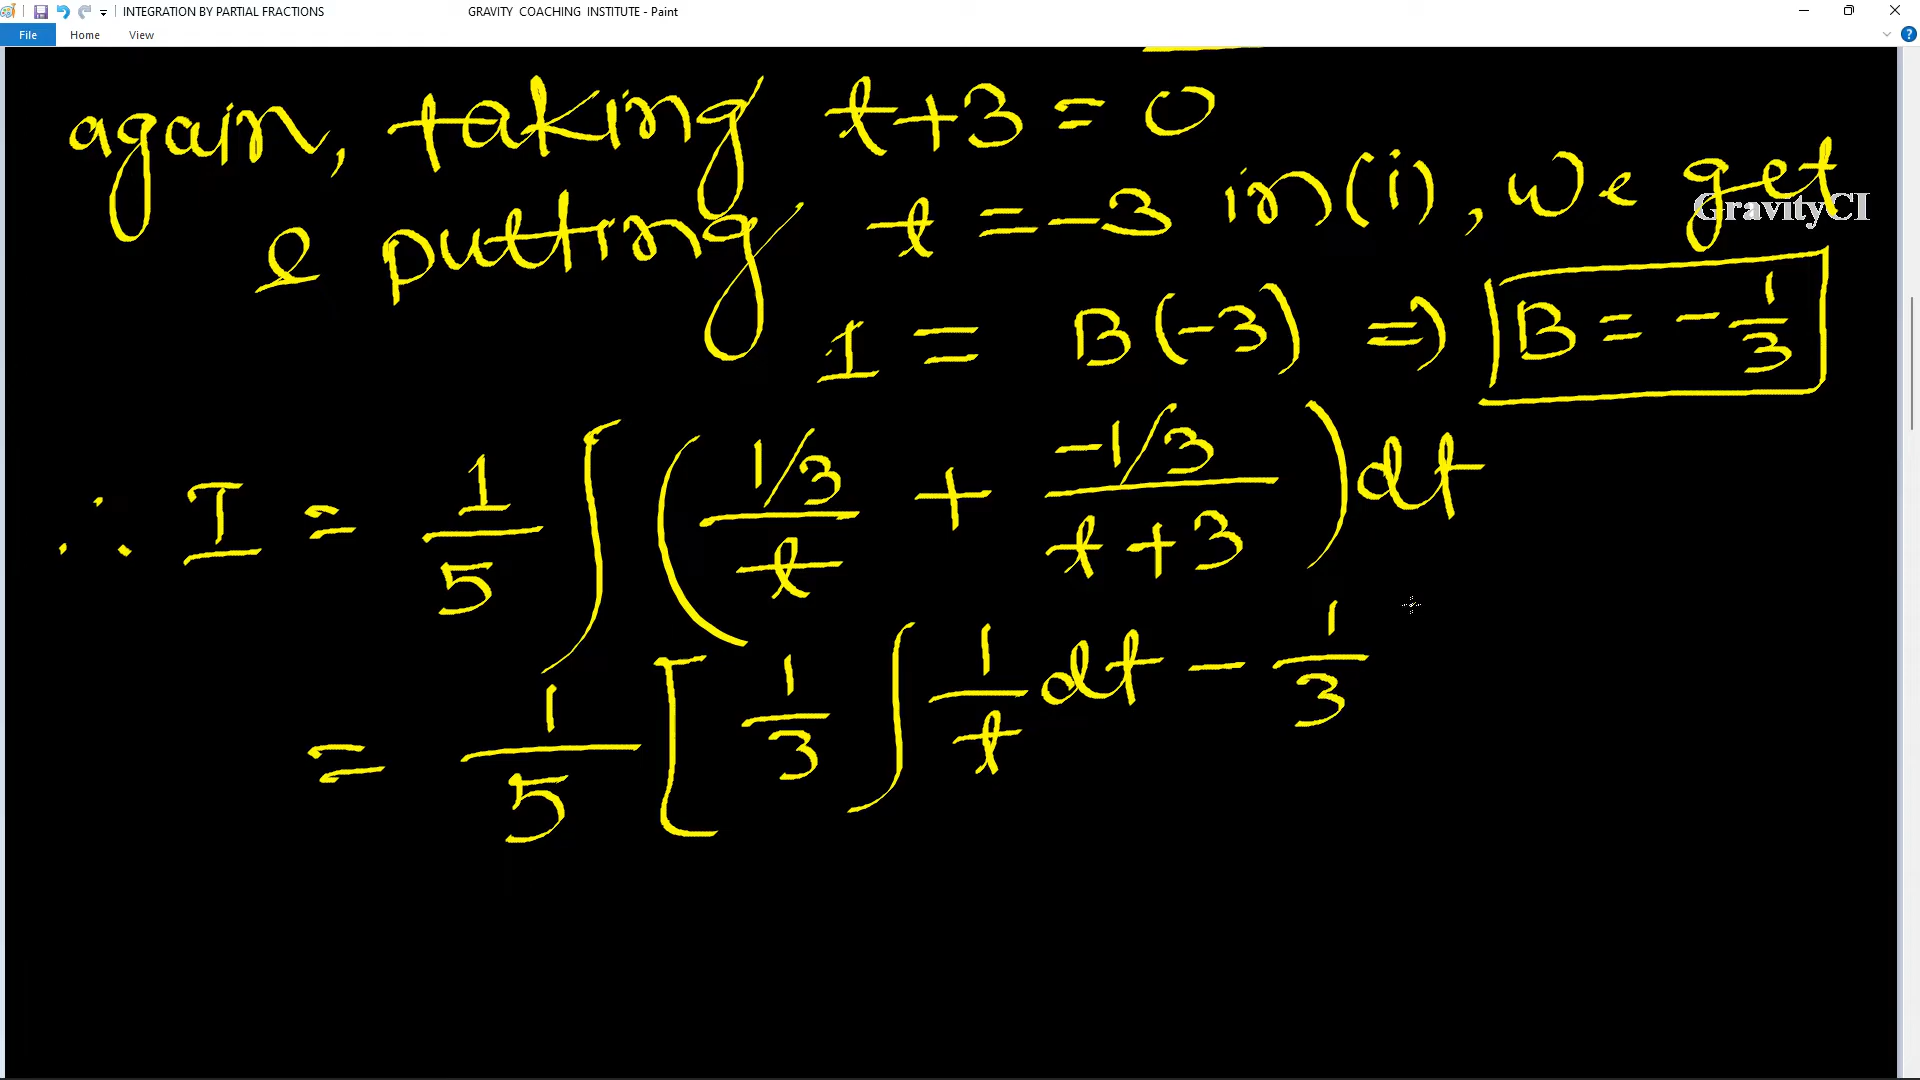 INTEGRATION BY PARTIAL FRACTIONS GRAVITY COACHING INSTITUTE - Paint
File Home View
again, taking t+3 = 0
& putting t = -3 in (i), we get
GravityCI
1 = B(-3) => B = -1/3
∴ I = 1/5 ∫ ( (1/3)/t + (-1/3)/(t+3) ) dt
= 1/5 [ 1/3 ∫ 1/t dt - 1/3